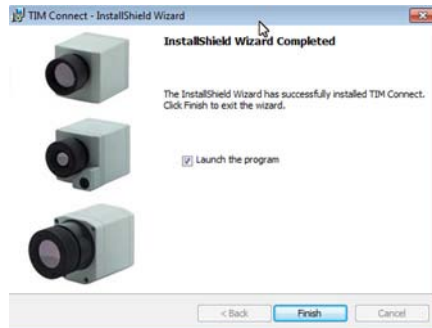 TIM Connect - InstallShield Wizard
InstallShield Wizard Completed
The InstallShield Wizard has successfully installed TIM Connect.
Click Finish to exit the wizard.
Launch the program
< Back
Finish
Cancel